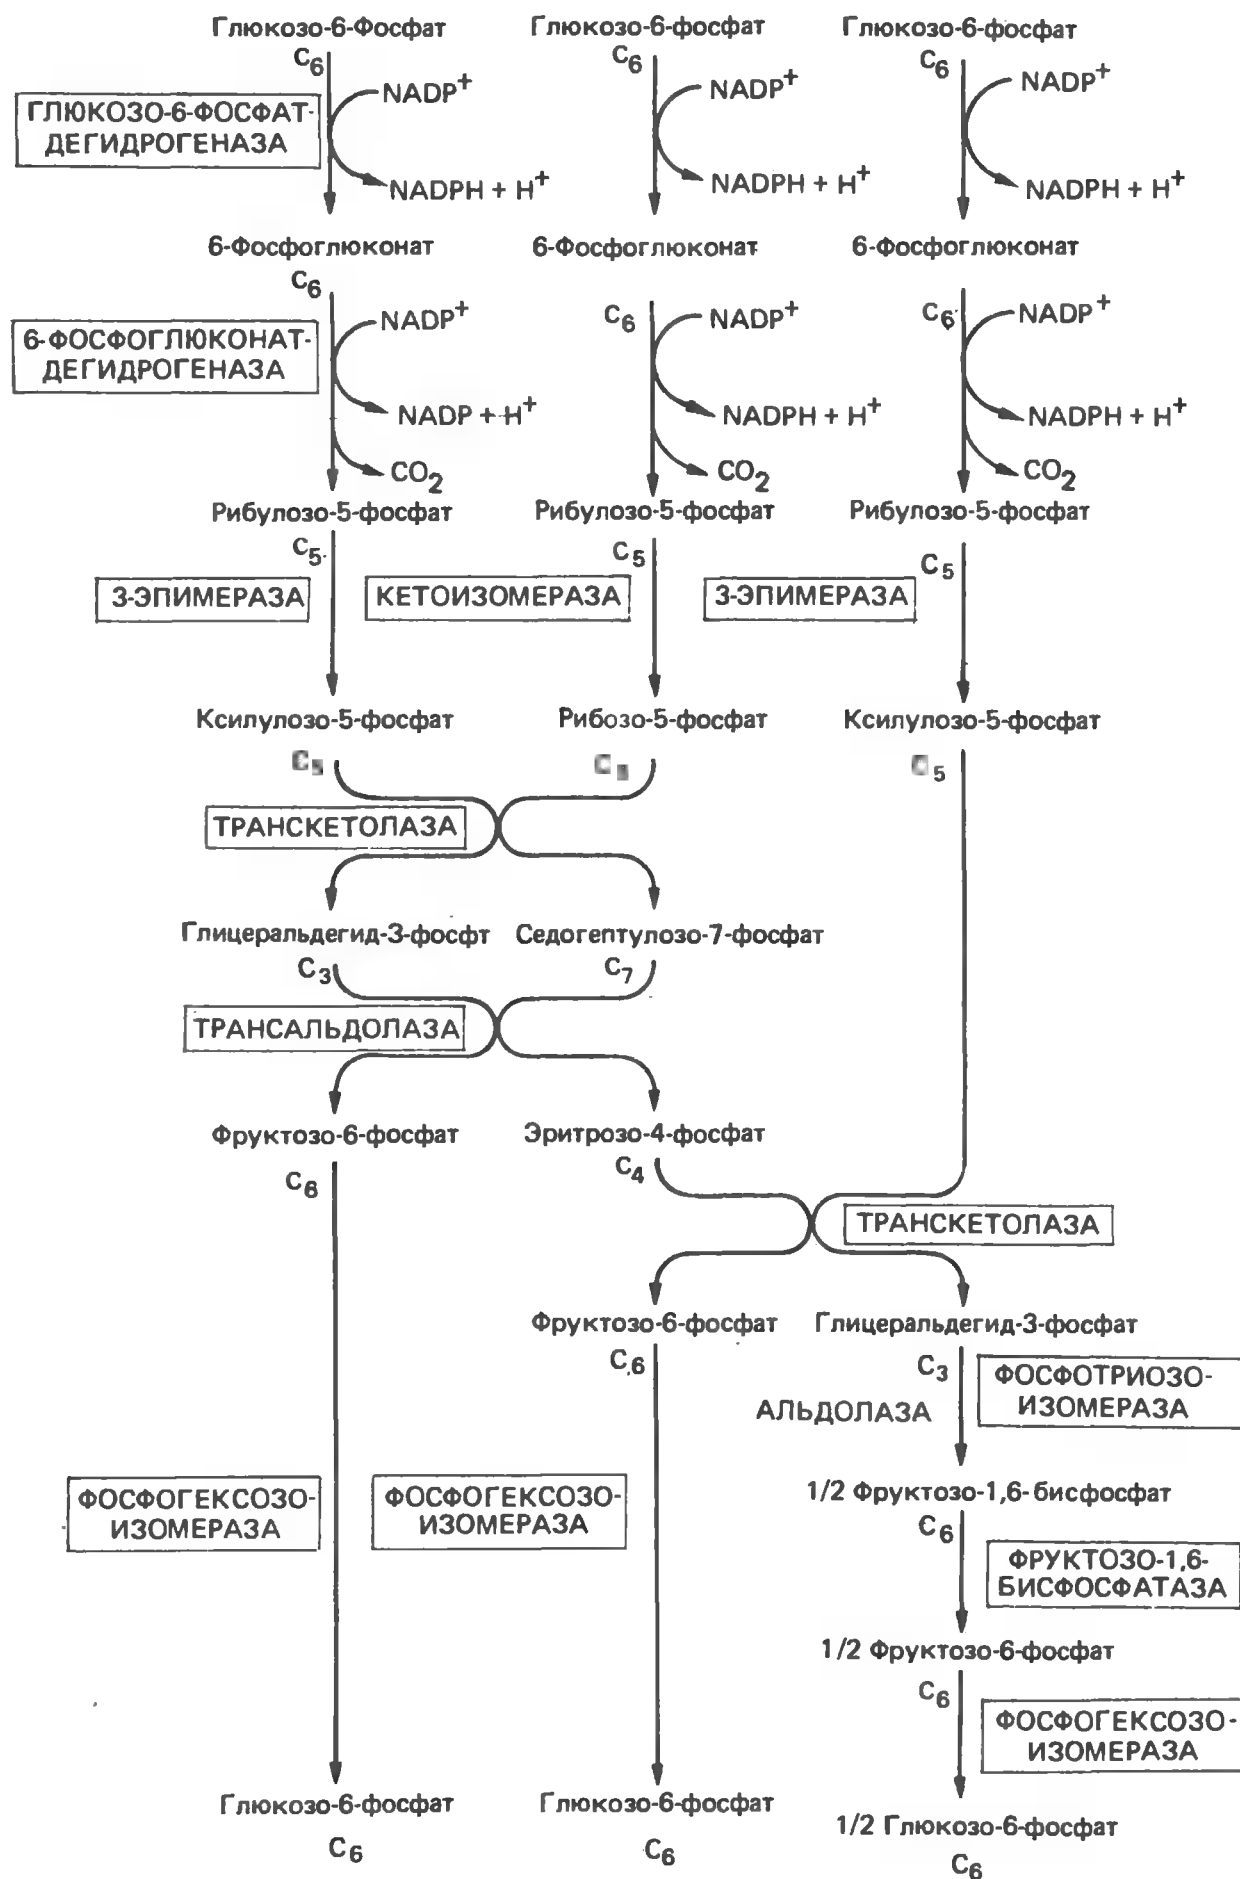 Глюкозо-6-Фосфат
Глюкозо-6-фосфат
Глюкозо-6-фосфат
C6
C6
C6
NADP+
NADP+
NADP+
ГЛЮКОЗО-6-ФОСФАТ-
ДЕГИДРОГЕНАЗА
NADPH + H+
NADPH + H+
NADPH + H+
6-Фосфоглюконат
6-Фосфоглюконат
6-Фосфоглюконат
C6
C6
C6
NADP+
NADP+
NADP+
6-ФОСФОГЛЮКОНАТ-
ДЕГИДРОГЕНАЗА
NADP + H+
NADPH + H+
NADPH + H+
CO2
CO2
CO2
Рибулозо-5-фосфат
Рибулозо-5-фосфат
Рибулозо-5-фосфат
C5
C5
C5
3-ЭПИМЕРАЗА
КЕТОИЗОМЕРАЗА
3-ЭПИМЕРАЗА
Ксилулозо-5-фосфат
Рибозо-5-фосфат
Ксилулозо-5-фосфат
C5
C5
C5
ТРАНСКЕТОЛАЗА
Глицеральдегид-3-фосфт
Седогептулозо-7-фосфат
C3
C7
ТРАНСАЛЬДОЛАЗА
Фруктозо-6-фосфат
Эритрозо-4-фосфат
C6
C4
ТРАНСКЕТОЛАЗА
Фруктозо-6-фосфат
Глицеральдегид-3-фосфат
C6
C3
ФОСФОТРИОЗО-
ИЗОМЕРАЗА
АЛЬДОЛАЗА
1/2 Фруктозо-1,6-бисфосфат
C6
ФОСФОГЕКСОЗО-
ИЗОМЕРАЗА
ФОСФОГЕКСОЗО-
ИЗОМЕРАЗА
ФРУКТОЗО-1,6-
БИСФОСФАТАЗА
1/2 Фруктозо-6-фосфат
C6
ФОСФОГЕКСОЗО-
ИЗОМЕРАЗА
Глюкозо-6-фосфат
Глюкозо-6-фосфат
1/2 Глюкозо-6-фосфат
C6
C6
C6